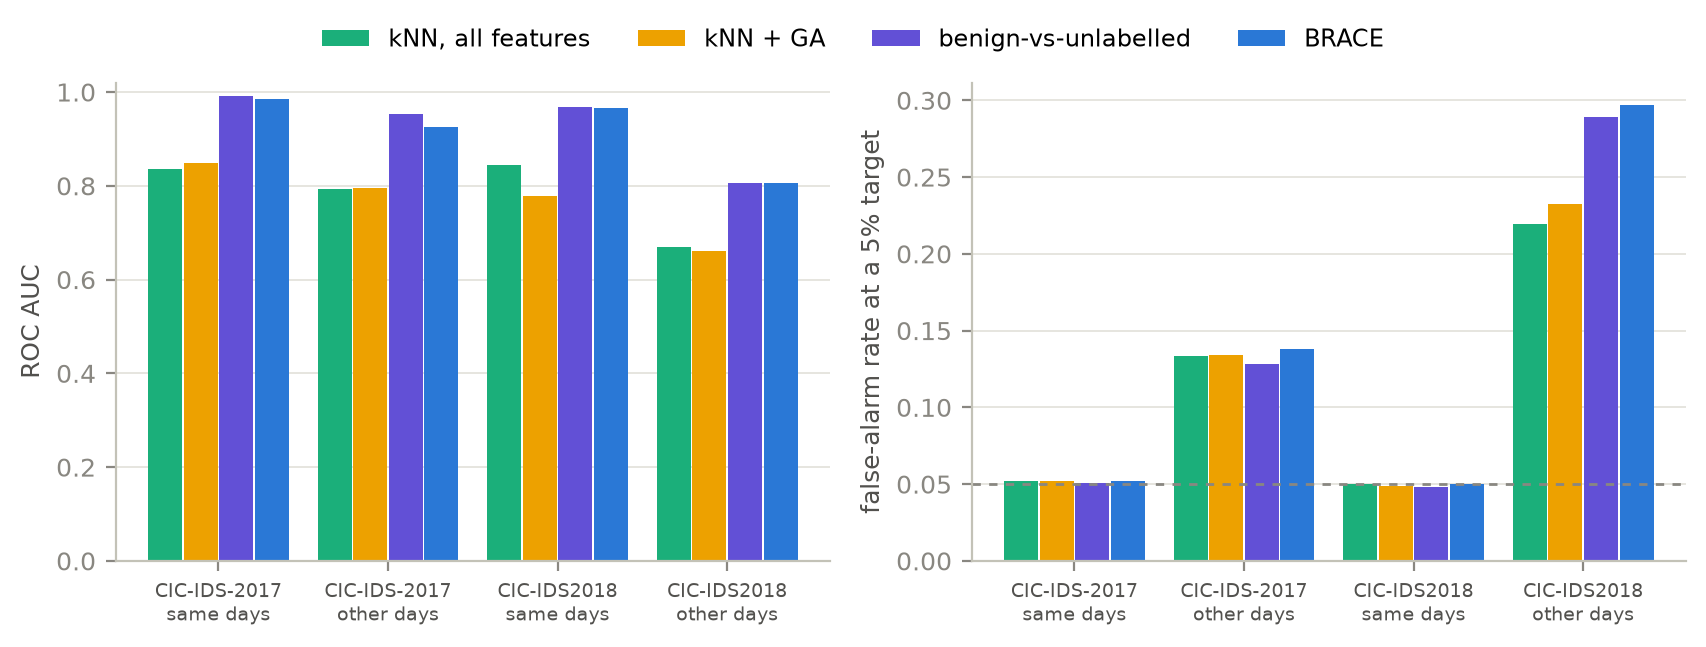 kNN, all features kNN + GA benign-vs-unlabelled BRACE
ROC AUC
1.0
0.8
0.6
0.4
0.2
0.0
CIC-IDS-2017
same days
CIC-IDS-2017
other days
CIC-IDS2018
same days
CIC-IDS2018
other days
false-alarm rate at a 5% target
0.30
0.25
0.20
0.15
0.10
0.05
0.00
CIC-IDS-2017
same days
CIC-IDS-2017
other days
CIC-IDS2018
same days
CIC-IDS2018
other days